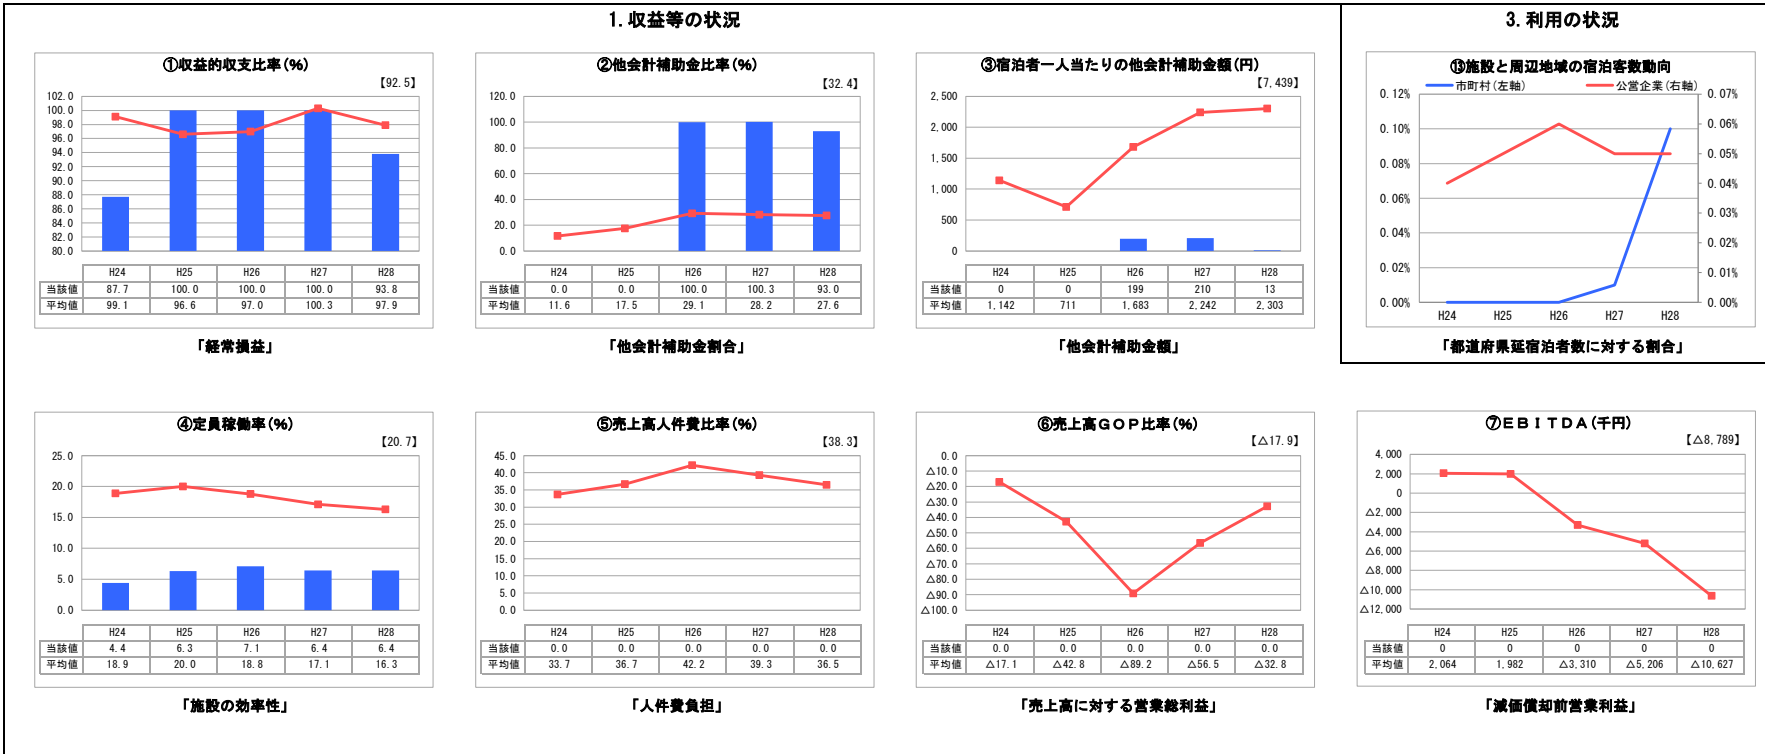 1. 収益等の状況
3. 利用の状況
①収益的収支比率(%)
【92.5】
102.0
100.0
98.0
96.0
94.0
92.0
90.0
88.0
86.0
84.0
82.0
80.0
H24 H25 H26 H27 H28
当該値 87.7 100.0 100.0 100.0 93.8
平均値 99.1 96.6 97.0 100.3 97.9
「経常損益」
②他会計補助金比率(%)
【32.4】
120.0
100.0
80.0
60.0
40.0
20.0
0.0
H24 H25 H26 H27 H28
当該値 0.0 0.0 100.0 100.3 93.0
平均値 11.6 17.5 29.1 28.2 27.6
「他会計補助金割合」
③宿泊者一人当たりの他会計補助金額(円)
【7,439】
2,500
2,000
1,500
1,000
500
0
H24 H25 H26 H27 H28
当該値 0 0 199 210 13
平均値 1,142 711 1,683 2,242 2,303
「他会計補助金額」
⑬施設と周辺地域の宿泊客数動向
市町村(左軸) 公営企業(右軸)
0.12% 0.07%
0.10% 0.06%
0.08% 0.05%
0.06% 0.04%
0.04% 0.03%
0.02% 0.02%
0.00% 0.01%
0.00%
H24 H25 H26 H27 H28
「都道府県延宿泊者数に対する割合」
④定員稼働率(%)
【20.7】
25.0
20.0
15.0
10.0
5.0
0.0
H24 H25 H26 H27 H28
当該値 4.4 6.3 7.1 6.4 6.4
平均値 18.9 20.0 18.8 17.1 16.3
「施設の効率性」
⑤売上高人件費比率(%)
【38.3】
45.0
40.0
35.0
30.0
25.0
20.0
15.0
10.0
5.0
0.0
H24 H25 H26 H27 H28
当該値 0.0 0.0 0.0 0.0 0.0
平均値 33.7 36.7 42.2 39.3 36.5
「人件費負担」
⑥売上高GOP比率(%)
【△17.9】
0.0
△10.0
△20.0
△30.0
△40.0
△50.0
△60.0
△70.0
△80.0
△90.0
△100.0
H24 H25 H26 H27 H28
当該値 0.0 0.0 0.0 0.0 0.0
平均値 △17.1 △42.8 △89.2 △56.5 △32.8
「売上高に対する営業総利益」
⑦EBITDA(千円)
【△8,789】
4,000
2,000
0
△2,000
△4,000
△6,000
△8,000
△10,000
△12,000
H24 H25 H26 H27 H28
当該値 0 0 0 0 0
平均値 2,064 1,982 △3,310 △5,206 △10,627
「減価償却前営業利益」